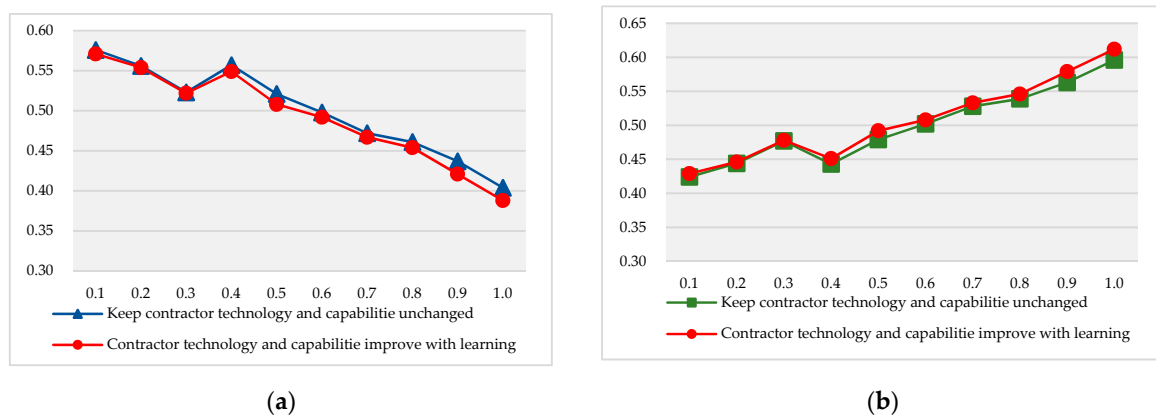 0.60
0.55
0.50
0.45
0.40
0.35
0.30
0.1 0.2 0.3 0.4 0.5 0.6 0.7 0.8 0.9 1.0
Keep contractor technology and capabilitie unchanged
Contractor technology and capabilitie improve with learning
(a)
0.65
0.60
0.55
0.50
0.45
0.40
0.35
0.30
0.1 0.2 0.3 0.4 0.5 0.6 0.7 0.8 0.9 1.0
Keep contractor technology and capabilitie unchanged
Contractor technology and capabilitie improve with learning
(b)